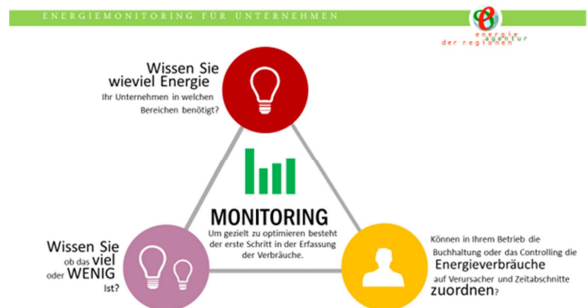 ENERGIEMONITORING FÜR UNTERNEHMEN
energie
agentur
der regionen
Wissen Sie
wieviel Energie
Ihr Unternehmen in welchen
Bereichen benötigt?
MONITORING
Um gezielt zu optimieren besteht
der erste Schritt in der Erfassung
der Verbräuche.
Wissen Sie
ob das viel
oder WENIG
Ist?
Können in Ihrem Betrieb die
Buchhaltung oder das Controlling die
Energieverbräuche
auf Verursacher und Zeitabschnitte
zuordnen?